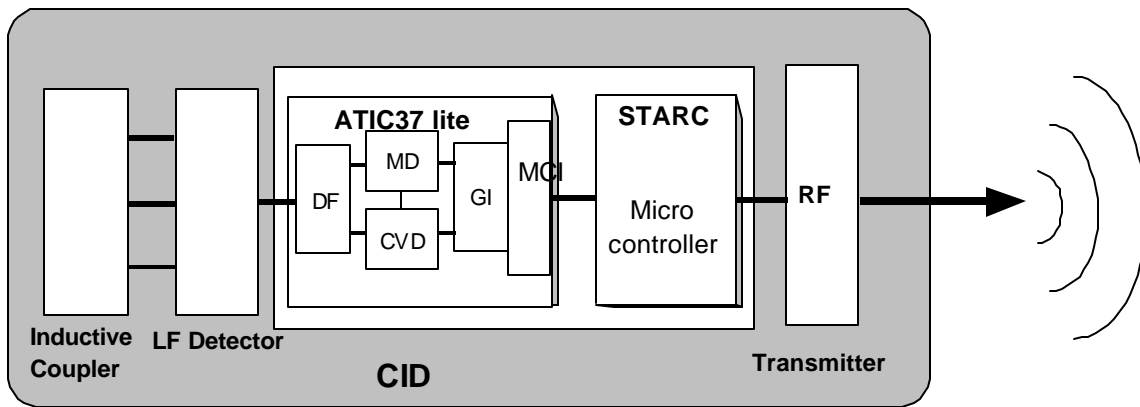 ATIC37 lite
STARC
MD
MCI
DF
GI
RF
CVD
Micro
controller
Inductive
Coupler
LF Detector
Transmitter
CID